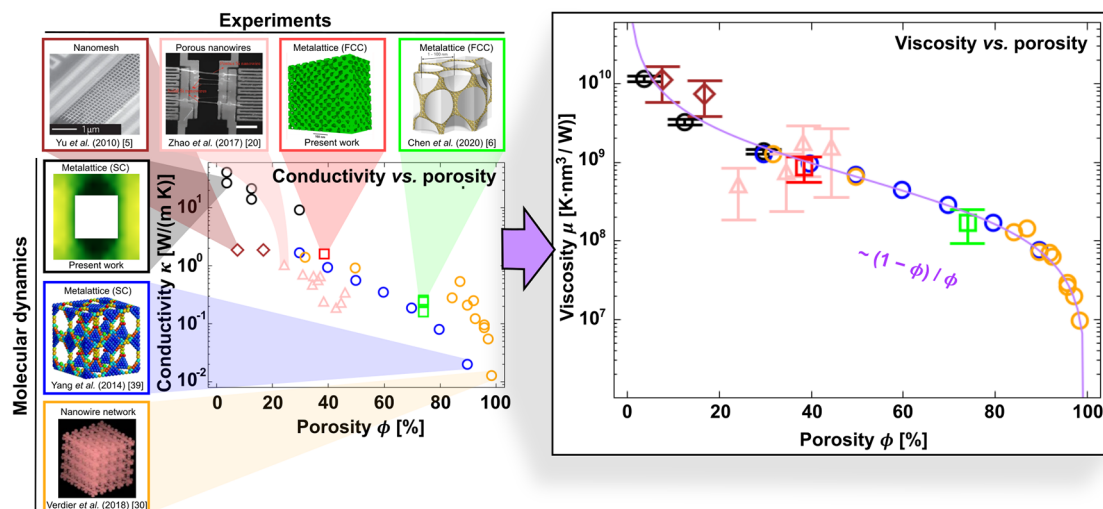 Experiments
Nanomesh
1μm
Yu et al. (2010) [5]
Porous nanowires
Zhao et al. (2017) [20]
Metalattice (FCC)
Present work
Metalattice (FCC)
Chen et al. (2020) [6]
Molecular dynamics
Metalattice (SC)
Present work
Metalattice (SC)
Yang et al. (2014) [39]
Nanowire network
Verdier et al. (2018) [30]
Conductivity vs. porosity
Conductivity κ [W/(m K)]
10¹
10⁰
10⁻¹
10⁻²
0 20 40 60 80 100
Porosity ϕ [%]
Viscosity vs. porosity
Viscosity μ [K·nm³ / W]
10¹⁰
10⁹
10⁸
10⁷
~ (1 − ϕ) / ϕ
0 20 40 60 80 100
Porosity ϕ [%]